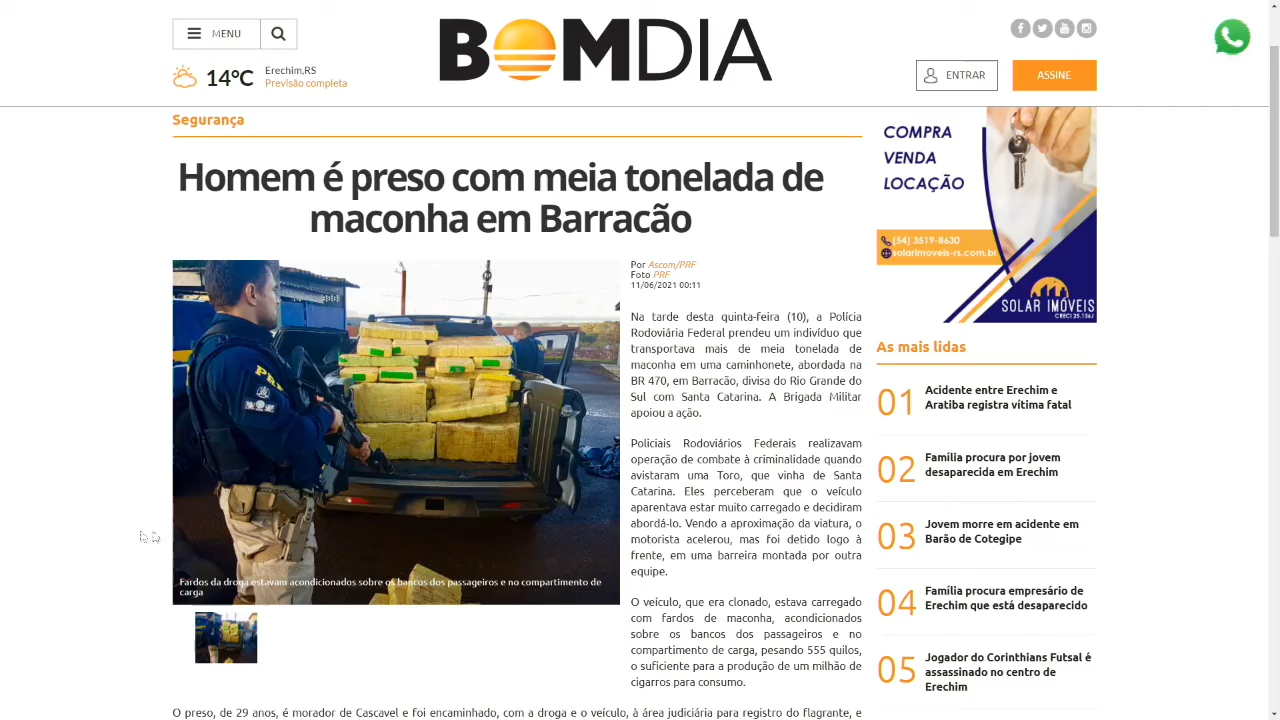 MENU
BOMDIA
14ºC
Erechim,RS
Previsão completa
ENTRAR
ASSINE
Segurança
Homem é preso com meia tonelada de
maconha em Barracão
Por Ascom/PRF
Foto PRF
11/06/2021 00:11
Na tarde desta quinta-feira (10), a Polícia
Rodoviária Federal prendeu um indivíduo que
transportava mais de meia tonelada de
maconha em uma caminhonete, abordada na
BR 470, em Barracão, divisa do Rio Grande do
Sul com Santa Catarina. A Brigada Militar
apoiou a ação.
Policiais Rodoviários Federais realizavam
operação de combate à criminalidade quando
avistaram uma Toro, que vinha de Santa
Catarina. Eles perceberam que o veículo
aparentava estar muito carregado e decidiram
abordá-lo. Vendo a aproximação da viatura, o
motorista acelerou, mas foi detido logo à
frente, em uma barreira montada por outra
equipe.
O veículo, que era clonado, estava carregado
com fardos de maconha, acondicionados
sobre os bancos dos passageiros e no
compartimento de carga, pesando 555 quilos,
o suficiente para a produção de um milhão de
cigarros para consumo.
PRF
Fardos da droga estavam acondicionados sobre os bancos dos passageiros e no compartimento de
carga
O preso, de 29 anos, é morador de Cascavel e foi encaminhado, com a droga e o veículo, à área judiciária para registro do flagrante, e
COMPRA
VENDA
LOCAÇÃO
(54) 3519-8630
solarimoveis-rs.com.br
SOLAR IMÓVEIS
CRECI 25.136J
As mais lidas
01
Acidente entre Erechim e
Aratiba registra vítima fatal
02
Família procura por jovem
desaparecida em Erechim
03
Jovem morre em acidente em
Barão de Cotegipe
04
Família procura empresário de
Erechim que está desaparecido
05
Jogador do Corinthians Futsal é
assassinado no centro de
Erechim